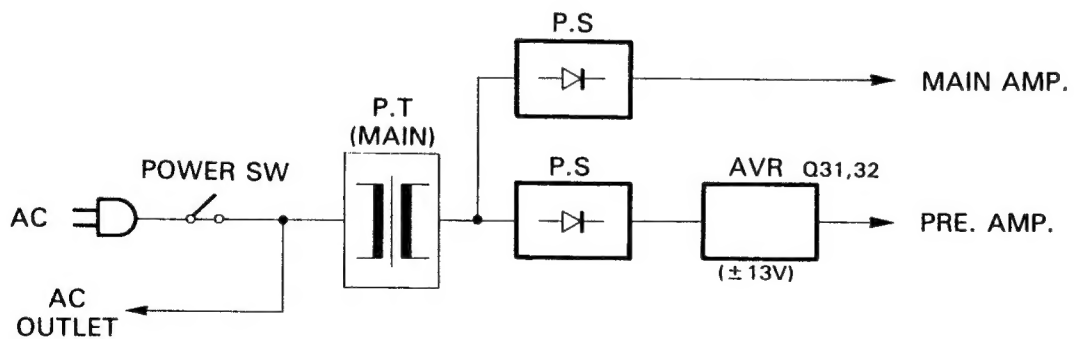 P.S
MAIN AMP.
P.T
(MAIN)
POWER SW
P.S
AVR Q31,32
AC
PRE. AMP.
(±13V)
AC
OUTLET